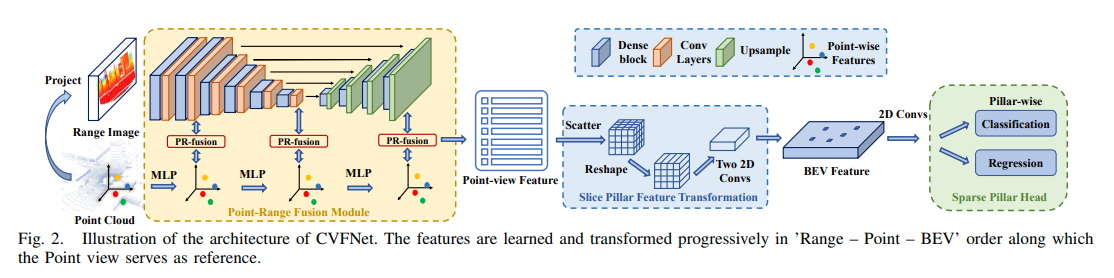 Project
Range Image
Point Cloud
PR-fusion
PR-fusion
PR-fusion
MLP
MLP
MLP
Point-Range Fusion Module
Dense block
Conv Layers
Upsample
Point-wise Features
Point-view Feature
Scatter
Reshape
Two 2D Convs
Slice Pillar Feature Transformation
BEV Feature
2D Convs
Pillar-wise
Classification
Regression
Sparse Pillar Head
Fig. 2. Illustration of the architecture of CVFNet. The features are learned and transformed progressively in 'Range – Point – BEV' order along which
the Point view serves as reference.